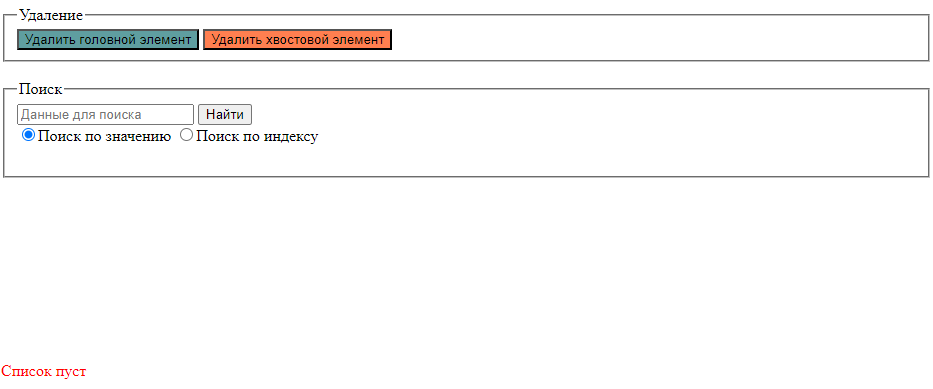 Удаление
Удалить головной элемент Удалить хвостовой элемент
Поиск
Данные для поиска Найти
Поиск по значению Поиск по индексу
Список пуст